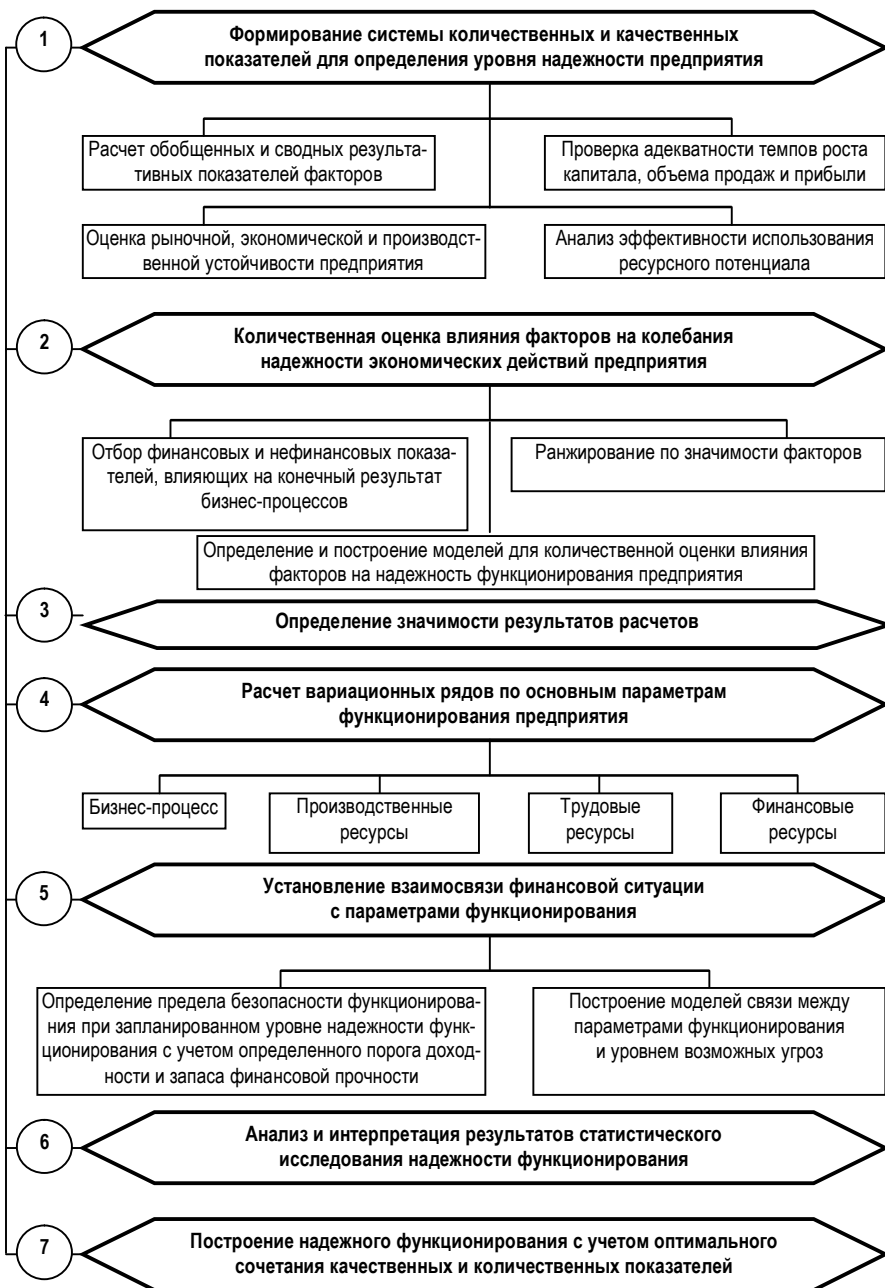 1
Формирование системы количественных и качественных
показателей для определения уровня надежности предприятия
Расчет обобщенных и сводных результа-
тивных показателей факторов
Проверка адекватности темпов роста
капитала, объема продаж и прибыли
Оценка рыночной, экономической и производст-
венной устойчивости предприятия
Анализ эффективности использования
ресурсного потенциала
2
Количественная оценка влияния факторов на колебания
надежности экономических действий предприятия
Отбор финансовых и нефинансовых показа-
телей, влияющих на конечный результат
бизнес-процессов
Ранжирование по значимости факторов
Определение и построение моделей для количественной оценки влияния
факторов на надежность функционирования предприятия
3
Определение значимости результатов расчетов
4
Расчет вариационных рядов по основным параметрам
функционирования предприятия
Бизнес-процесс
Производственные
ресурсы
Трудовые
ресурсы
Финансовые
ресурсы
5
Установление взаимосвязи финансовой ситуации
с параметрами функционирования
Определение предела безопасности функционирова-
ния при запланированном уровне надежности функ-
ционирования с учетом определенного порога доход-
ности и запаса финансовой прочности
Построение моделей связи между
параметрами функционирования
и уровнем возможных угроз
6
Анализ и интерпретация результатов статистического
исследования надежности функционирования
7
Построение надежного функционирования с учетом оптимального
сочетания качественных и количественных показателей